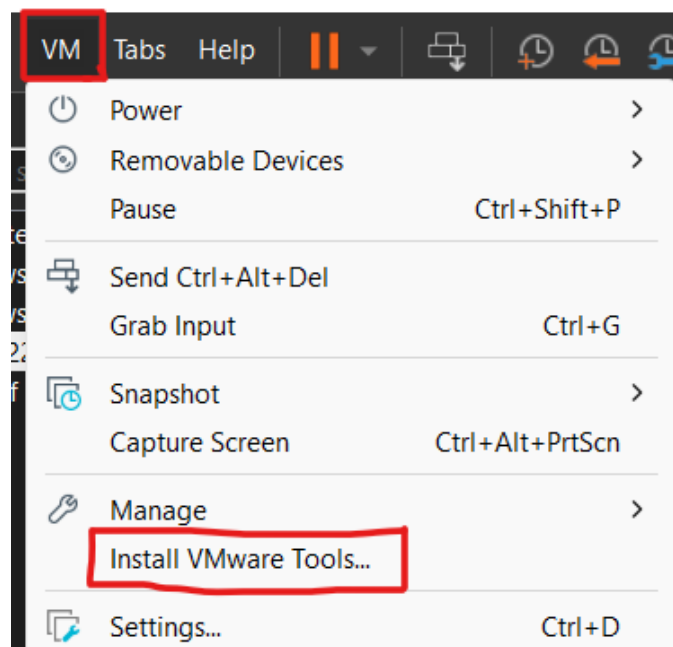 VM Tabs Help
Power
Removable Devices
Pause Ctrl+Shift+P
Send Ctrl+Alt+Del
Grab Input Ctrl+G
Snapshot
Capture Screen Ctrl+Alt+PrtScn
Manage
Install VMware Tools...
Settings... Ctrl+D